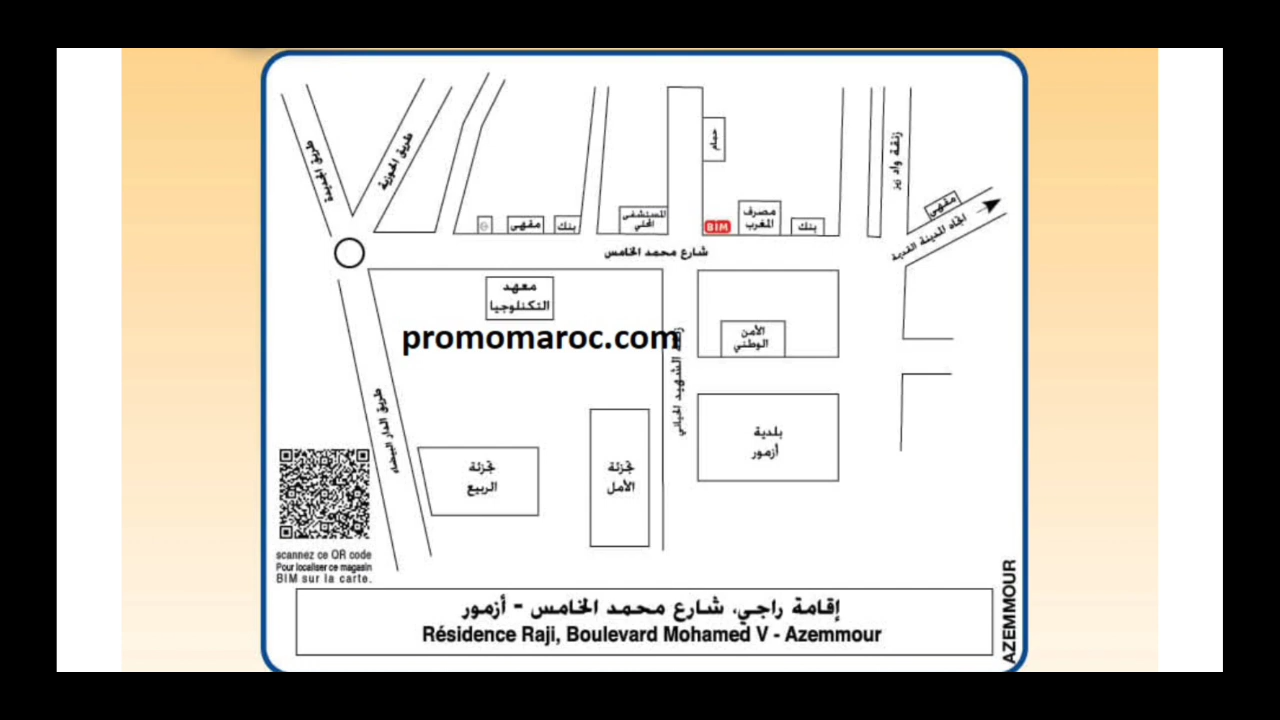 طريق الجديدة
طريق الحوزية
حمام
زنقة واد زيز
مقهى
اتجاه المدينة القديمة
مقهى
بنك
المستشفى
المحلي
BIM
مصرف
المغرب
بنك
شارع محمد الخامس
معهد
التكنلوجيا
promomaroc.com
الشهيد
الأمن
الوطني
طريق الدار البيضاء
بلدية
أزمور
تجزئة
الربيع
تجزئة
الأمل
scannez ce QR code
Pour localiser ce magasin
BIM sur la carte.
إقامة راجي، شارع محمد الخامس - أزمور
Résidence Raji, Boulevard Mohamed V - Azemmour
AZEMMOUR